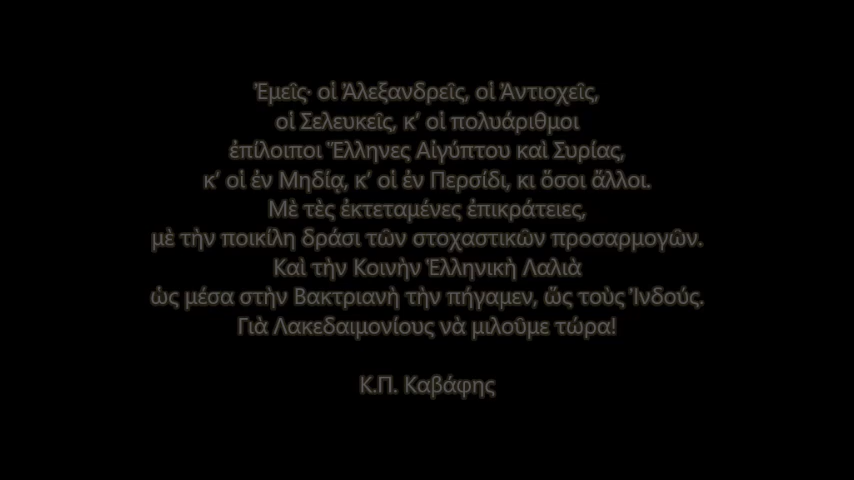 Ἐμεῖς· οἱ Ἀλεξανδρεῖς, οἱ Ἀντιοχεῖς,
οἱ Σελευκεῖς, κ’ οἱ πολυάριθμοι
ἐπίλοιποι Ἕλληνες Αἰγύπτου καὶ Συρίας,
κ’ οἱ ἐν Μηδίᾳ, κ’ οἱ ἐν Περσίδι, κι ὅσοι ἄλλοι.
Μὲ τὲς ἐκτεταμένες ἐπικράτειες,
μὲ τὴν ποικίλη δράσι τῶν στοχαστικῶν προσαρμογῶν.
Καὶ τὴν Κοινὴν Ἑλληνικὴ Λαλιὰ
ὡς μέσα στὴν Βακτριανὴ τὴν πήγαμεν, ὥς τοὺς Ἰνδούς.
Γιὰ Λακεδαιμονίους νὰ μιλοῦμε τώρα!
Κ.Π. Καβάφης